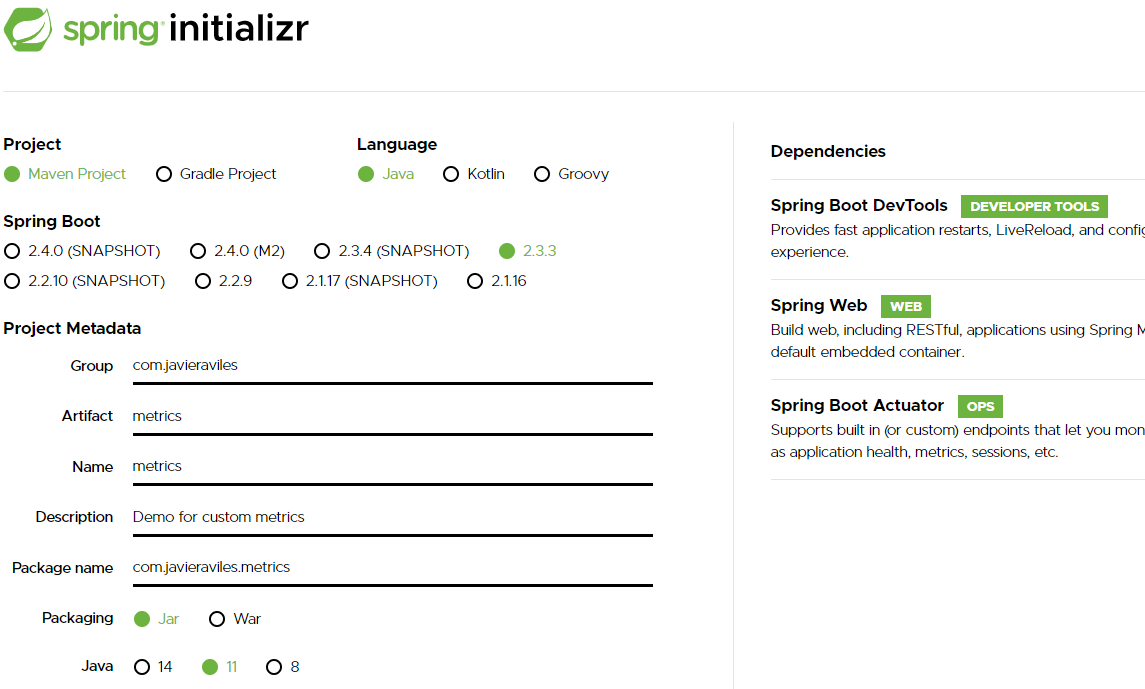 spring initializr
Project
Maven Project Gradle Project
Language
Java Kotlin Groovy
Spring Boot
2.4.0 (SNAPSHOT) 2.4.0 (M2) 2.3.4 (SNAPSHOT) 2.3.3
2.2.10 (SNAPSHOT) 2.2.9 2.1.17 (SNAPSHOT) 2.1.16
Project Metadata
Group com.javieraviles
Artifact metrics
Name metrics
Description Demo for custom metrics
Package name com.javieraviles.metrics
Packaging Jar War
Java 14 11 8
Dependencies
Spring Boot DevTools DEVELOPER TOOLS
Provides fast application restarts, LiveReload, and
experience.
Spring Web WEB
Build web, including RESTful, applications using Spring
default embedded container.
Spring Boot Actuator OPS
Supports built in (or custom) endpoints that let you
as application health, metrics, sessions, etc.